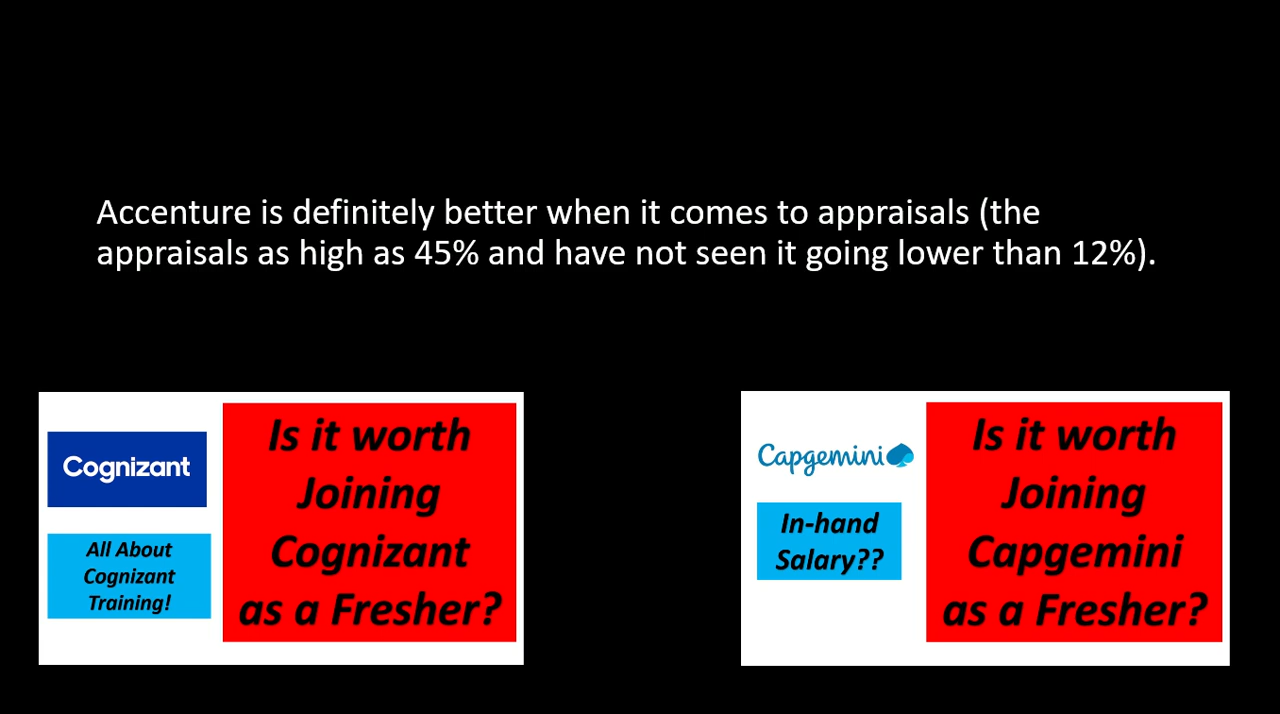 Accenture is definitely better when it comes to appraisals (the
appraisals as high as 45% and have not seen it going lower than 12%).
Cognizant
All About
Cognizant
Training!
Is it worth
Joining
Cognizant
as a Fresher?
Capgemini
In-hand
Salary??
Is it worth
Joining
Capgemini
as a Fresher?